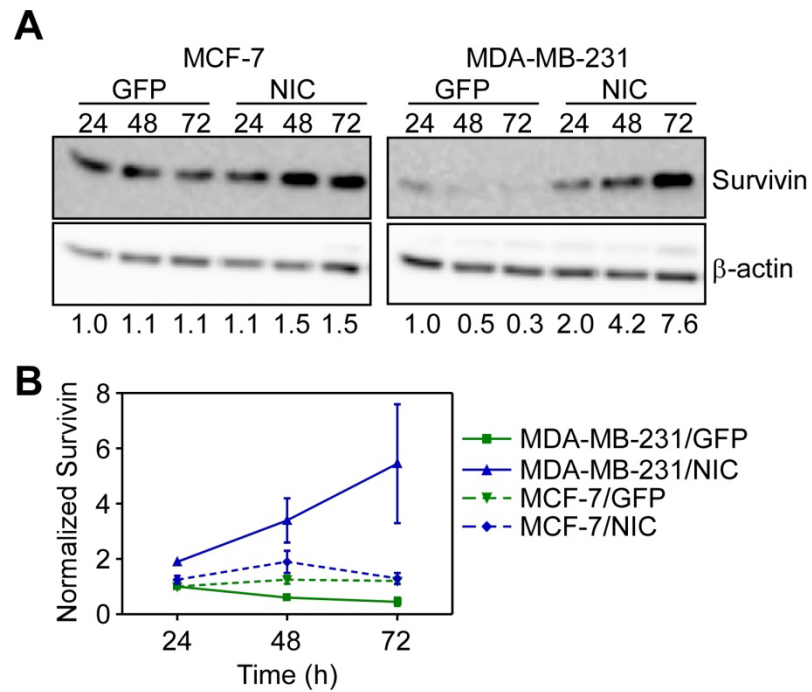 A
MCF-7 MDA-MB-231
GFP NIC GFP NIC
24 48 72 24 48 72 24 48 72 24 48 72
Survivin
β-actin
1.0 1.1 1.1 1.1 1.5 1.5 1.0 0.5 0.3 2.0 4.2 7.6
B
Normalized Survivin
8
6
4
2
0
24 48 72
Time (h)
MDA-MB-231/GFP
MDA-MB-231/NIC
MCF-7/GFP
MCF-7/NIC